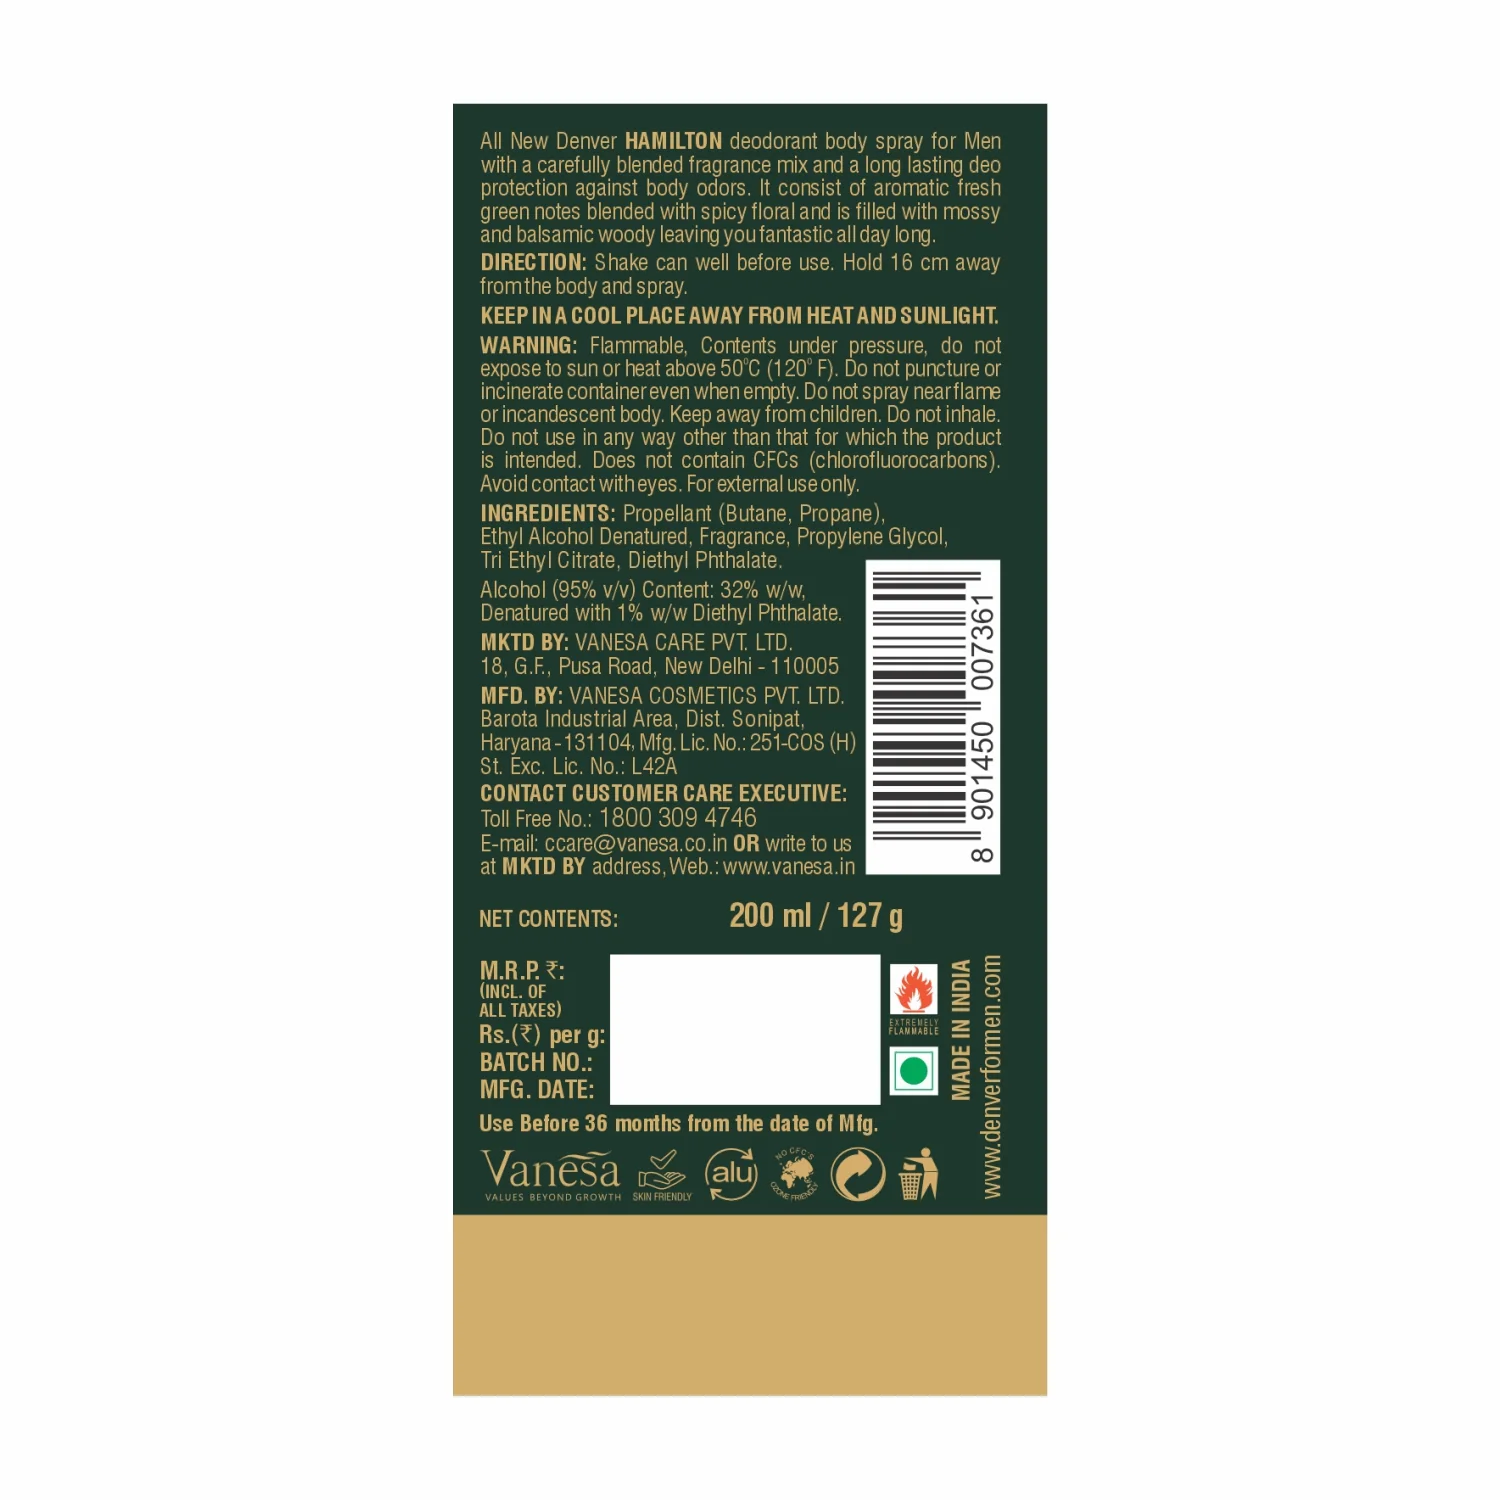 All New Denver HAMILTON deodorant body spray for Men
with a carefully blended fragrance mix and a long lasting deo
protection against body odors. It consist of aromatic fresh
green notes blended with spicy floral and is filled with mossy
and balsamic woody leaving you fantastic all day long.
DIRECTION: Shake can well before use. Hold 16 cm away
from the body and spray.
KEEP IN A COOL PLACE AWAY FROM HEAT AND SUNLIGHT.
WARNING: Flammable, Contents under pressure, do not
expose to sun or heat above 50°C (120° F). Do not puncture or
incinerate container even when empty. Do not spray near flame
or incandescent body. Keep away from children. Do not inhale.
Do not use in any way other than that for which the product
is intended. Does not contain CFCs (chlorofluorocarbons).
Avoid contact with eyes. For external use only.
INGREDIENTS: Propellant (Butane, Propane),
Ethyl Alcohol Denatured, Fragrance, Propylene Glycol,
Tri Ethyl Citrate, Diethyl Phthalate.
Alcohol (95% v/v) Content: 32% w/w,
Denatured with 1% w/w Diethyl Phthalate.
MKTD BY: VANESA CARE PVT. LTD.
18, G.F., Pusa Road, New Delhi - 110005
MFD. BY: VANESA COSMETICS PVT. LTD.
Barota Industrial Area, Dist. Sonipat,
Haryana - 131104, Mfg. Lic. No.: 251-COS (H)
St. Exc. Lic. No.: L42A
CONTACT CUSTOMER CARE EXECUTIVE:
Toll Free No.: 1800 309 4746
E-mail: ccare@vanesa.co.in OR write to us
at MKTD BY address, Web.: www.vanesa.in
8 901450 007361
NET CONTENTS: 200 ml / 127 g
M.R.P. ₹:
(INCL. OF
ALL TAXES)
Rs.(₹) per g:
BATCH NO.:
MFG. DATE:
EXTREMELY
FLAMMABLE
MADE IN INDIA
www.denverformen.com
Use Before 36 months from the date of Mfg.
Vanesa
VALUES BEYOND GROWTH
SKIN FRIENDLY
alu
NO CFC'S
OZONE FRIENDLY